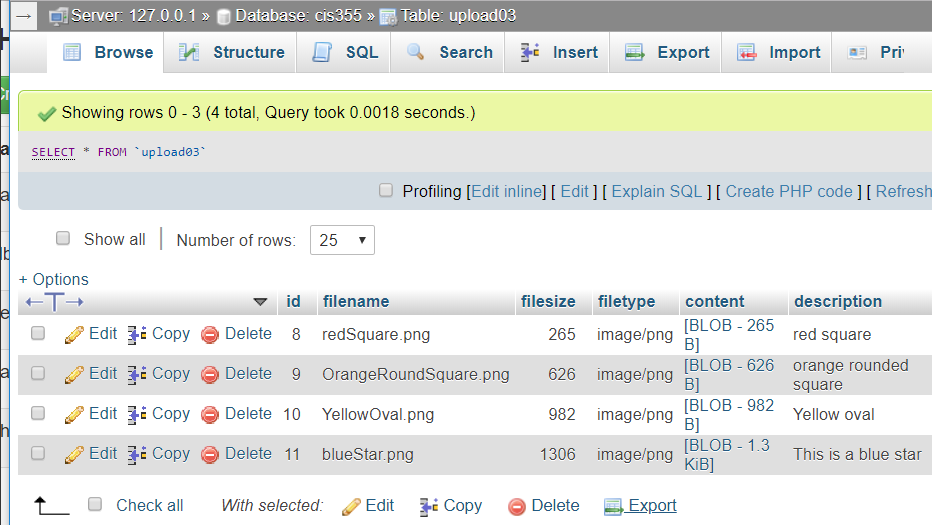 Server: 127.0.0.1 » Database: cis355 » Table: upload03
Browse Structure SQL Search Insert Export Import Pri
Showing rows 0 - 3 (4 total, Query took 0.0018 seconds.)
SELECT * FROM `upload03`
Profiling [Edit inline] [ Edit ] [ Explain SQL ] [ Create PHP code ] [ Refresh
Show all Number of rows: 25
+ Options
id filename filesize filetype content description
Edit Copy Delete 8 redSquare.png 265 image/png [BLOB - 265 red square
B]
Edit Copy Delete 9 OrangeRoundSquare.png 626 image/png [BLOB - 626 orange rounded
B] square
Edit Copy Delete 10 YellowOval.png 982 image/png [BLOB - 982 Yellow oval
B]
Edit Copy Delete 11 blueStar.png 1306 image/png [BLOB - 1.3 This is a blue star
KiB]
Check all With selected: Edit Copy Delete Export